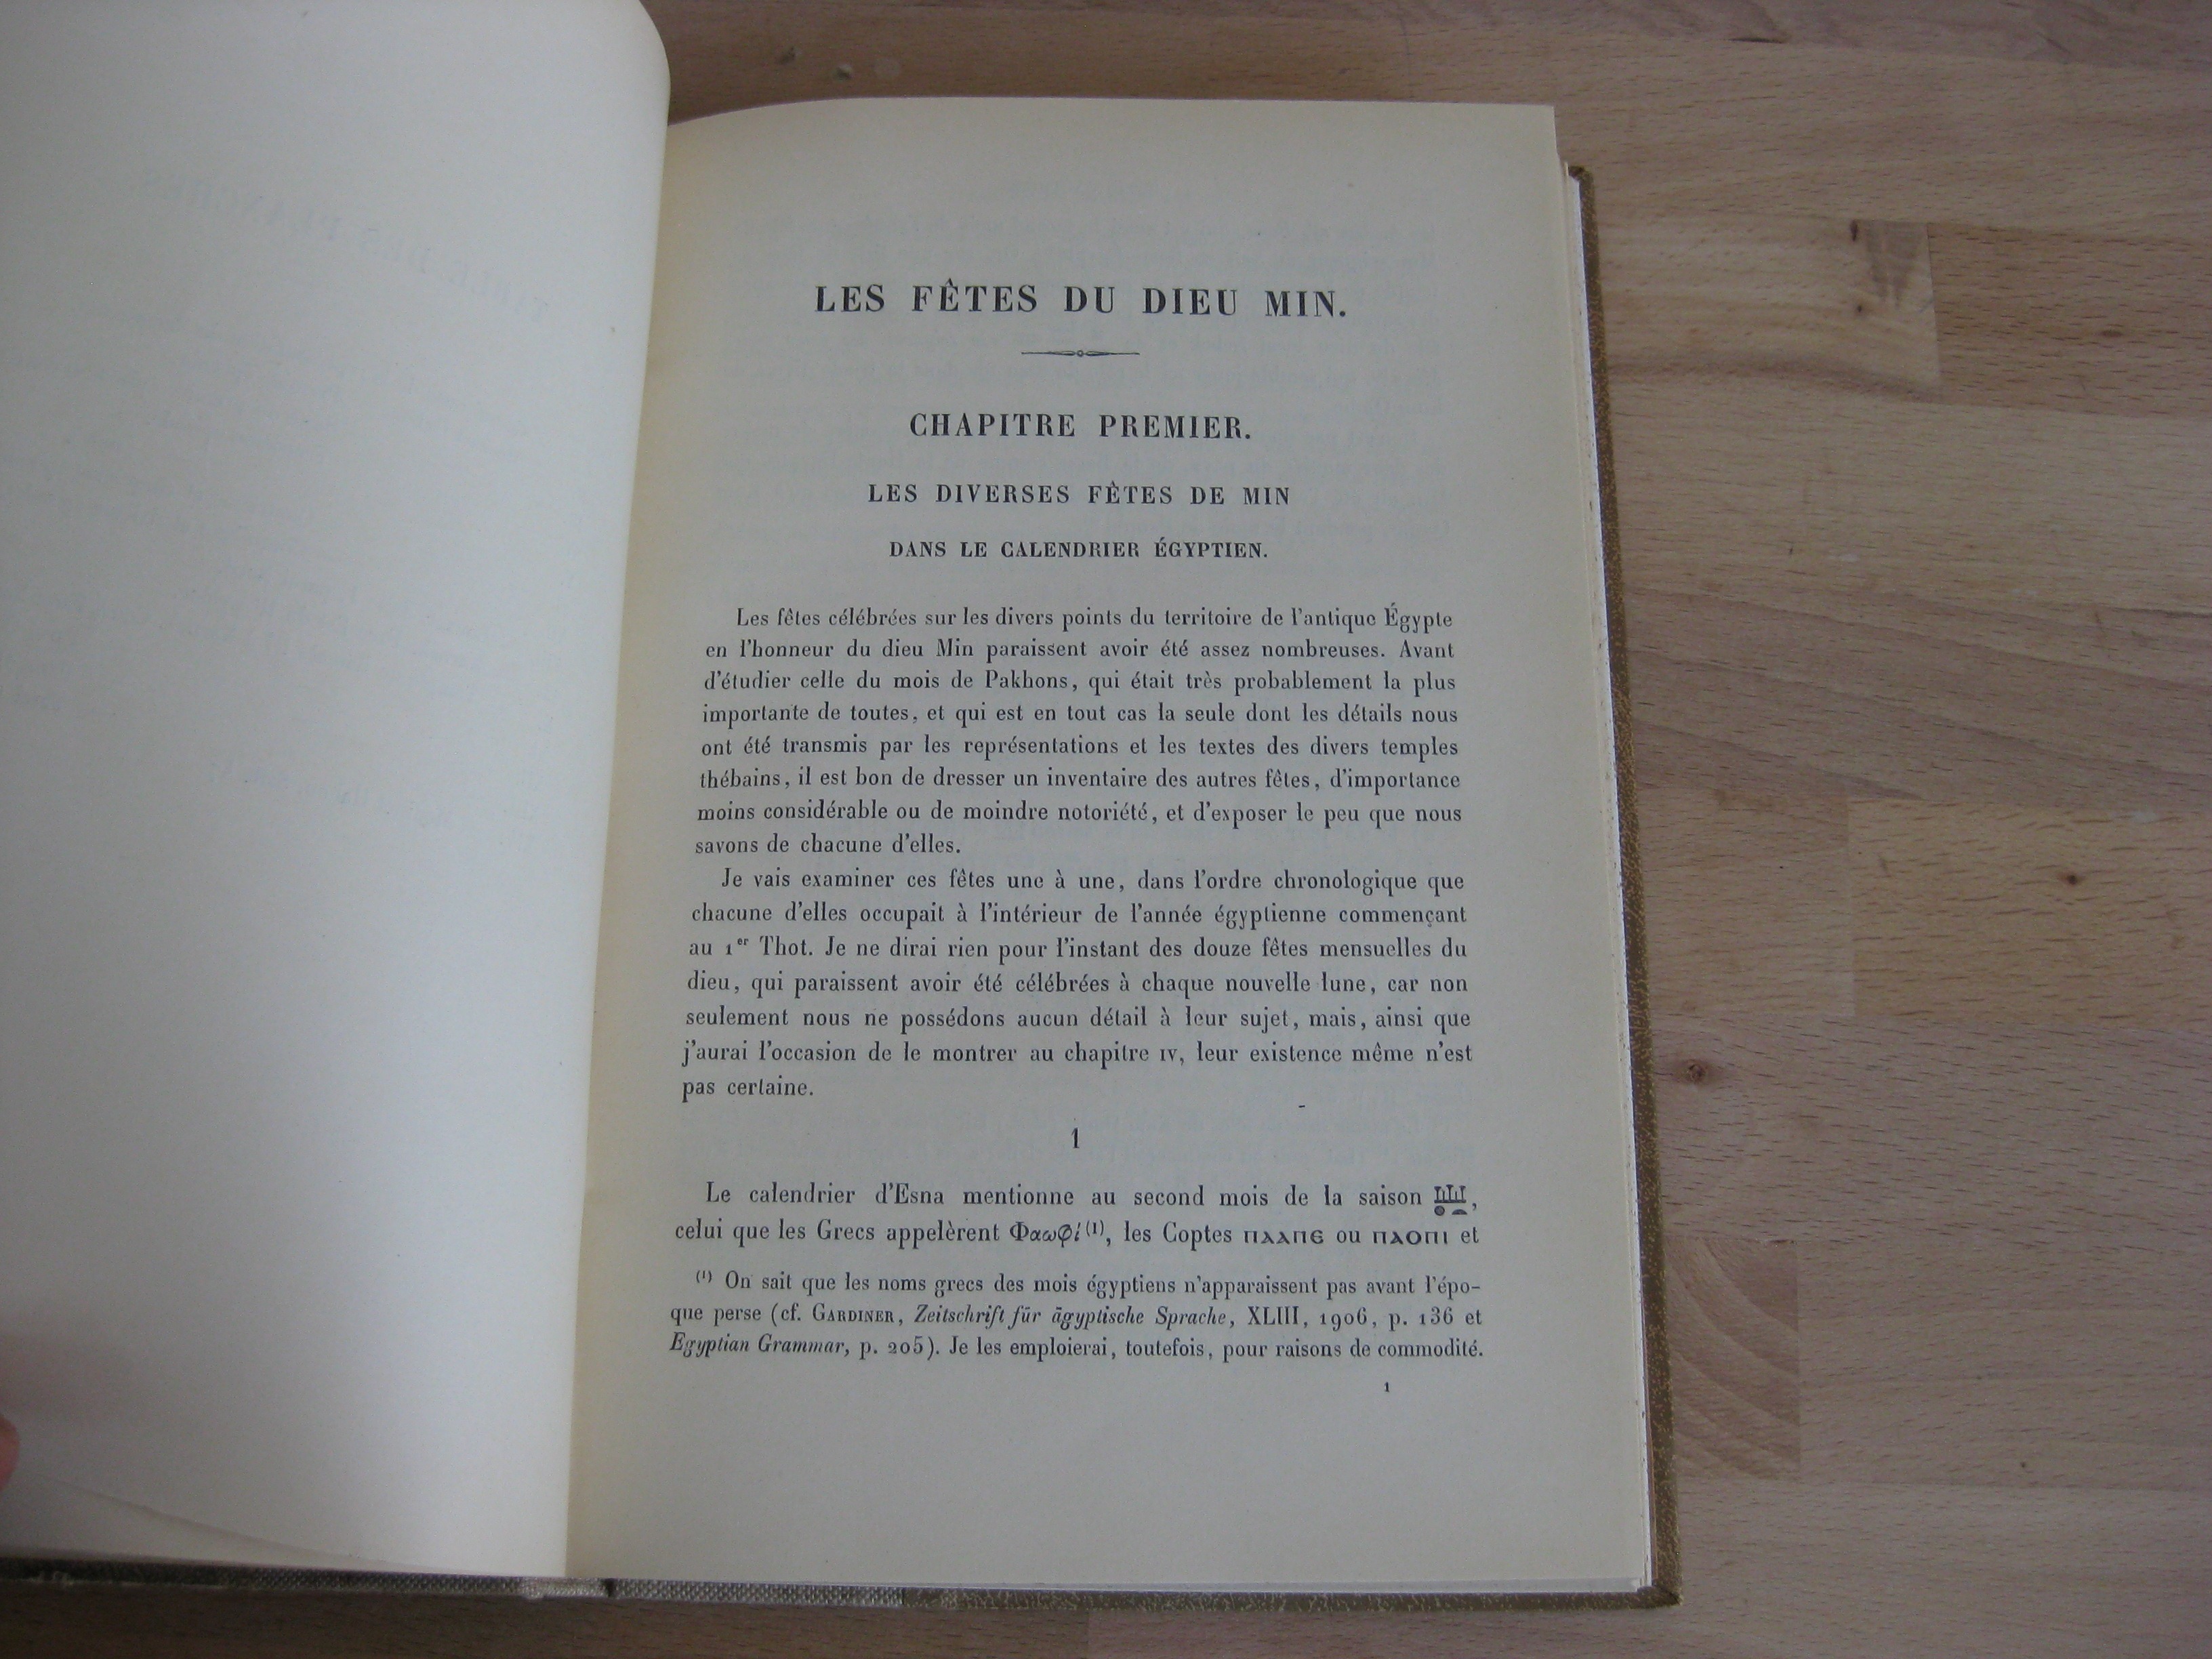 LES FÊTES DU DIEU MIN.
CHAPITRE PREMIER.
LES DIVERSES FÊTES DE MIN
DANS LE CALENDRIER ÉGYPTIEN.
Les fêtes célébrées sur les divers points du territoire de l'antique Égypte
en l'honneur du dieu Min paraissent avoir été assez nombreuses. Avant
d'étudier celle du mois de Pakhons, qui était très probablement la plus
importante de toutes, et qui est en tout cas la seule dont les détails nous
ont été transmis par les représentations et les textes des divers temples
thébains, il est bon de dresser un inventaire des autres fêtes, d'importance
moins considérable ou de moindre notoriété, et d'exposer le peu que nous
savons de chacune d'elles.
Je vais examiner ces fêtes une à une, dans l'ordre chronologique que
chacune d'elles occupait à l'intérieur de l'année égyptienne commençant
au 1er Thot. Je ne dirai rien pour l'instant des douze fêtes mensuelles du
dieu, qui paraissent avoir été célébrées à chaque nouvelle lune, car non
seulement nous ne possédons aucun détail à leur sujet, mais, ainsi que
j'aurai l'occasion de le montrer au chapitre IV, leur existence même n'est
pas certaine.
1
Le calendrier d'Esna mentionne au second mois de la saison ,
celui que les Grecs appelèrent Φαωφί (1), les Coptes ⲡⲁⲁⲡⲉ ou ⲡⲁⲟⲡⲓ et
(1) On sait que les noms grecs des mois égyptiens n'apparaissent pas avant l'épo-
que perse (cf. GARDINER, Zeitschrift für ägyptische Sprache, XLIII, 1906, p. 136 et
Egyptian Grammar, p. 205). Je les emploierai, toutefois, pour raisons de commodité.
1